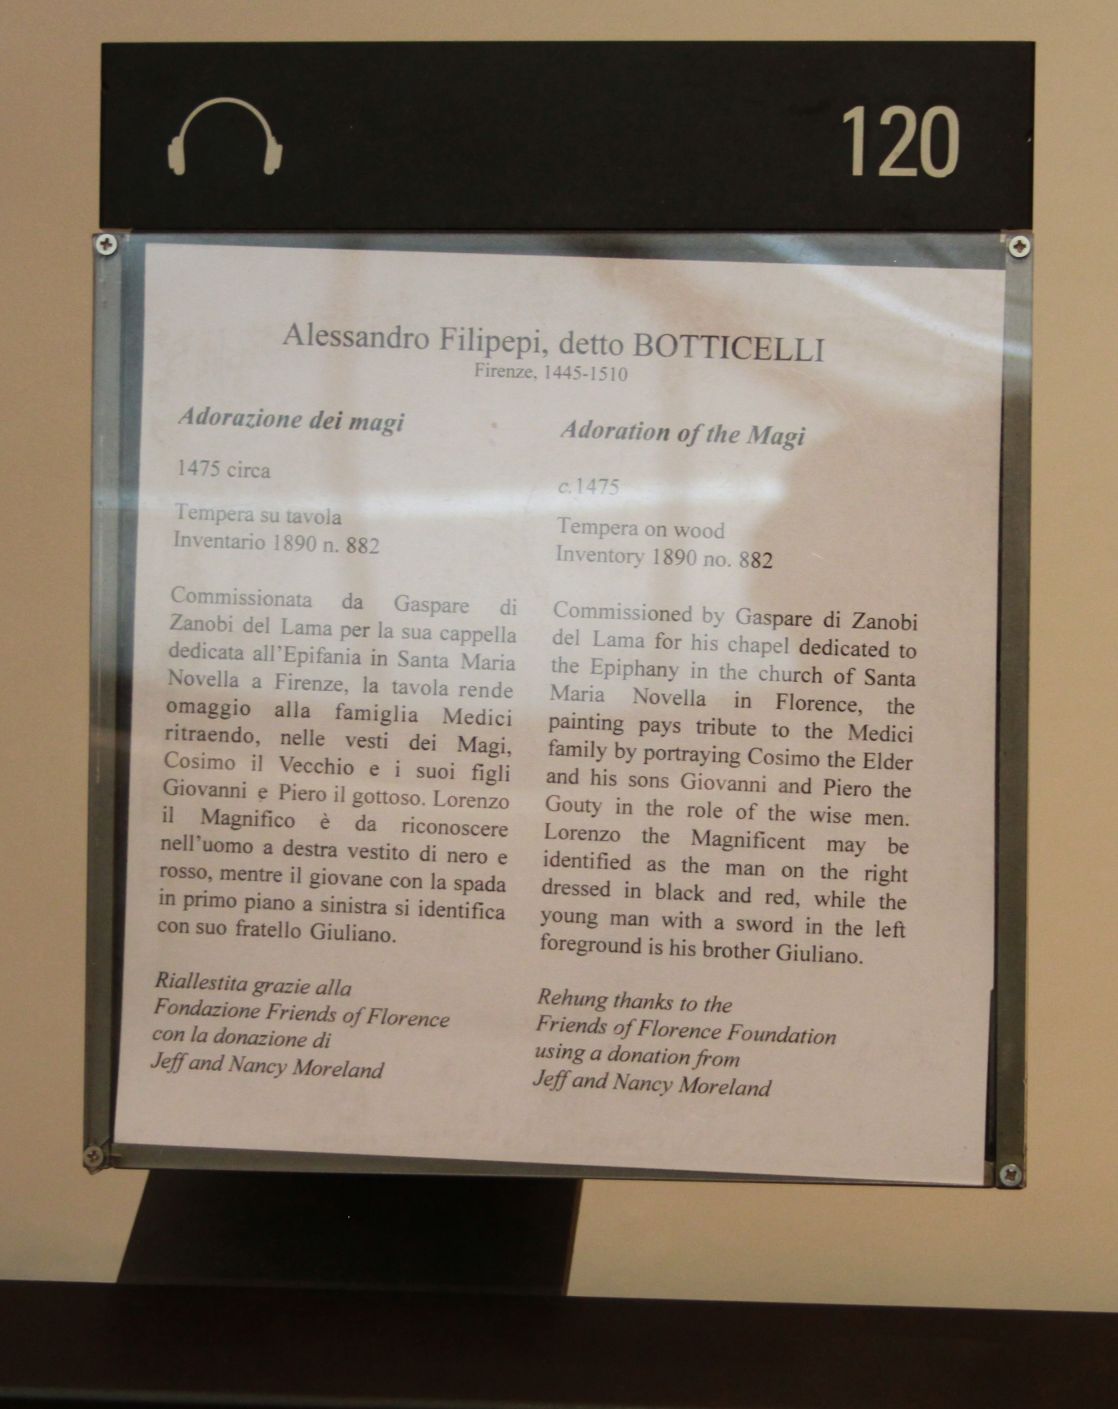 120
Alessandro Filipepi, detto BOTTICELLI
Firenze, 1445-1510
Adorazione dei magi
1475 circa
Tempera su tavola
Inventario 1890 n. 882
Commissionata da Gaspare di
Zanobi del Lama per la sua cappella
dedicata all'Epifania in Santa Maria
Novella a Firenze, la tavola rende
omaggio alla famiglia Medici
ritraendo, nelle vesti dei Magi,
Cosimo il Vecchio e i suoi figli
Giovanni e Piero il gottoso. Lorenzo
il Magnifico è da riconoscere
nell'uomo a destra vestito di nero e
rosso, mentre il giovane con la spada
in primo piano a sinistra si identifica
con suo fratello Giuliano.
Riallestita grazie alla
Fondazione Friends of Florence
con la donazione di
Jeff and Nancy Moreland
Adoration of the Magi
c.1475
Tempera on wood
Inventory 1890 no. 882
Commissioned by Gaspare di Zanobi
del Lama for his chapel dedicated to
the Epiphany in the church of Santa
Maria Novella in Florence, the
painting pays tribute to the Medici
family by portraying Cosimo the Elder
and his sons Giovanni and Piero the
Gouty in the role of the wise men.
Lorenzo the Magnificent may be
identified as the man on the right
dressed in black and red, while the
young man with a sword in the left
foreground is his brother Giuliano.
Rehung thanks to the
Friends of Florence Foundation
using a donation from
Jeff and Nancy Moreland